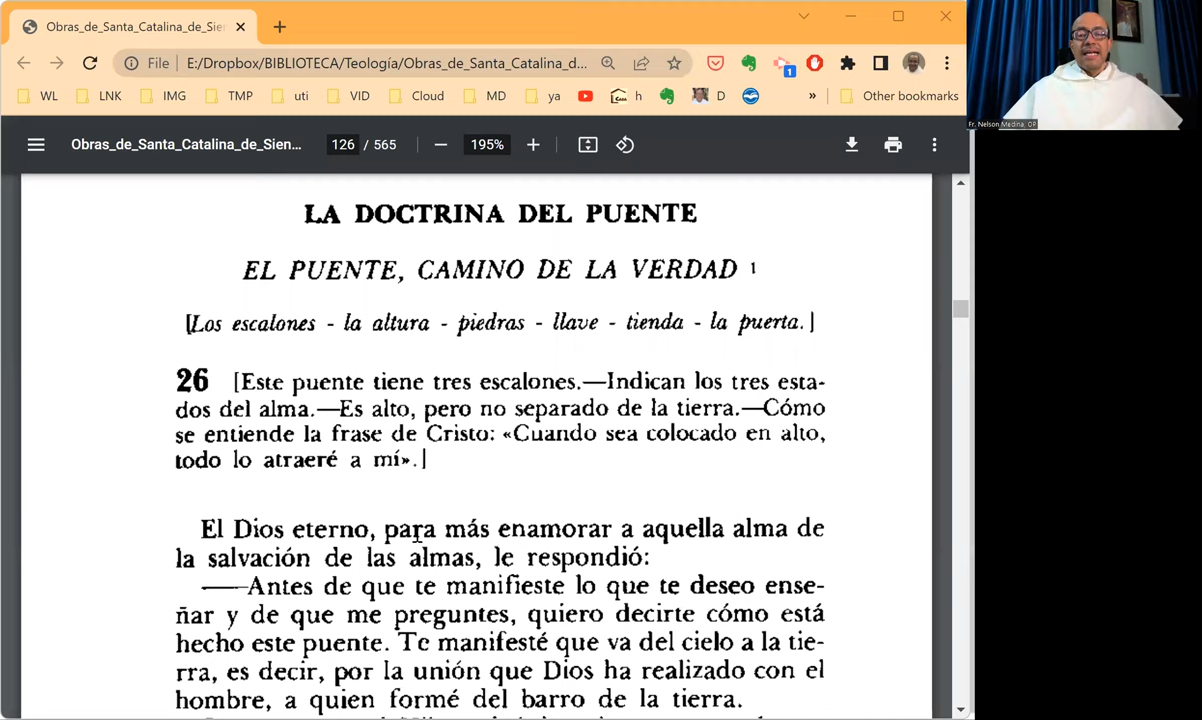 Obras_de_Santa_Catalina_de_Sie
File
E:/Dropbox/BIBLIOTECA/Teología/Obras_de_Santa_Catalina_d...
1
WL LNK IMG TMP uti VID Cloud MD ya h D » Other bookmarks
Obras_de_Santa_Catalina_de_Sien... 126 / 565 195%
Fr. Nelson Medina, OP
LA DOCTRINA DEL PUENTE
EL PUENTE, CAMINO DE LA VERDAD 1
[Los escalones - la altura - piedras - llave - tienda - la puerta.]
26 [Este puente tiene tres escalones.—Indican los tres esta-
dos del alma.—Es alto, pero no separado de la tierra.—Cómo
se entiende la frase de Cristo: «Cuando sea colocado en alto,
todo lo atraeré a mí».]
El Dios eterno, para más enamorar a aquella alma de
la salvación de las almas, le respondió:
—Antes de que te manifieste lo que te deseo ense-
ñar y de que me preguntes, quiero decirte cómo está
hecho este puente. Te manifesté que va del cielo a la tie-
rra, es decir, por la unión que Dios ha realizado con el
hombre, a quien formé del barro de la tierra.